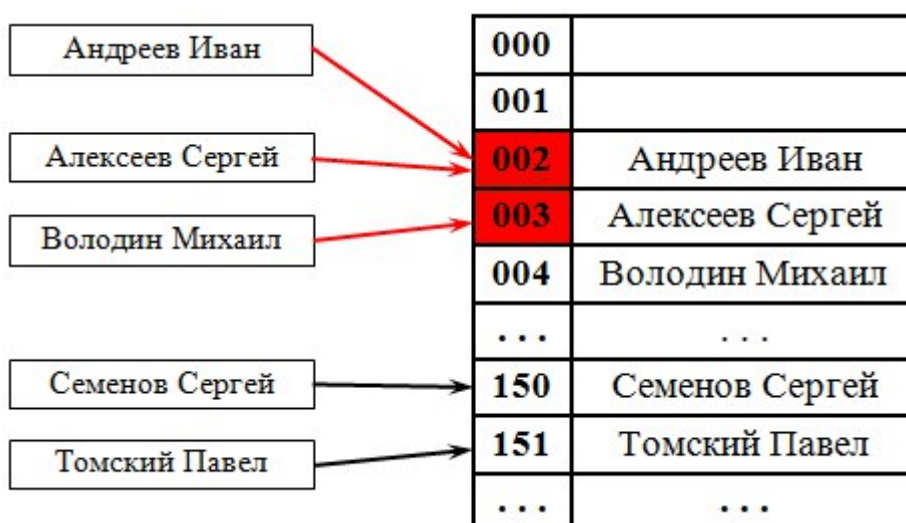 Андреев Иван
Алексеев Сергей
Володин Михаил
Семенов Сергей
Томский Павел
000
001
002 Андреев Иван
003 Алексеев Сергей
004 Володин Михаил
. . . . . .
150 Семенов Сергей
151 Томский Павел
. . . . . .